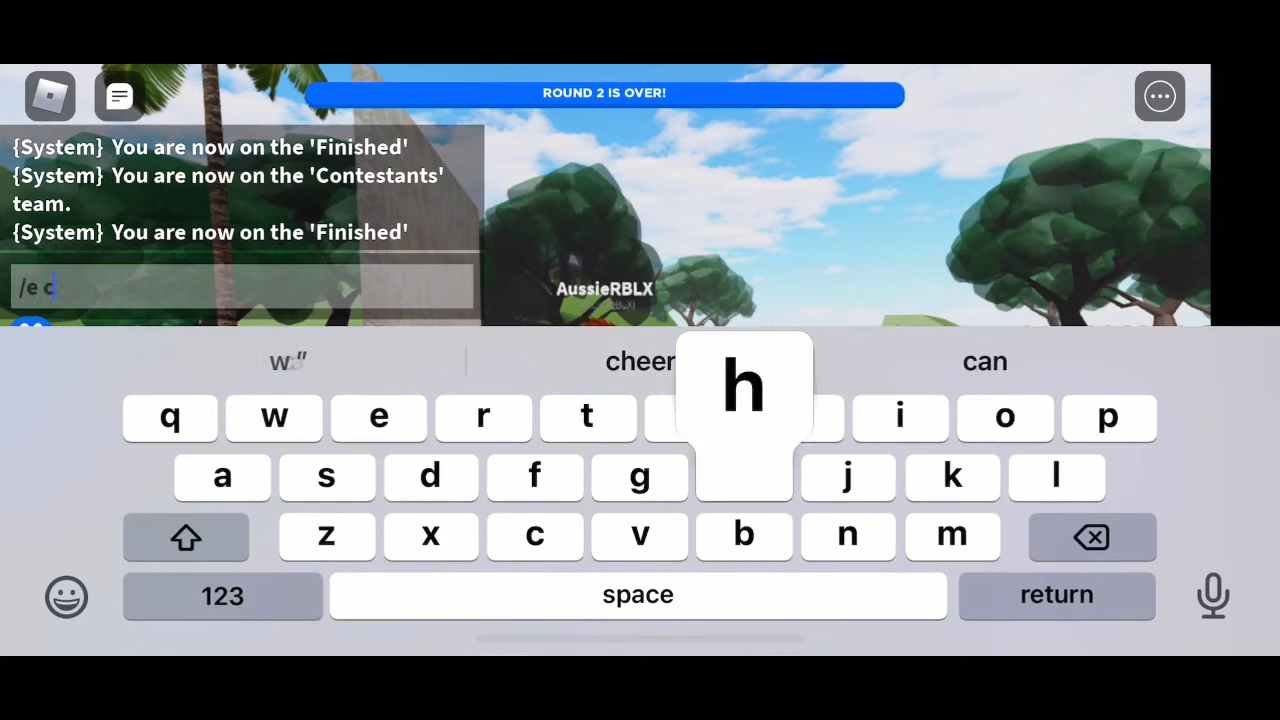 ROUND 2 IS OVER!
{System} You are now on the 'Finished'
{System} You are now on the 'Contestants'
team.
{System} You are now on the 'Finished'
/e c
AussieRBLX
cheer
can
h
q w e r t i o p
a s d f g j k l
z x c v b n m
123 space return